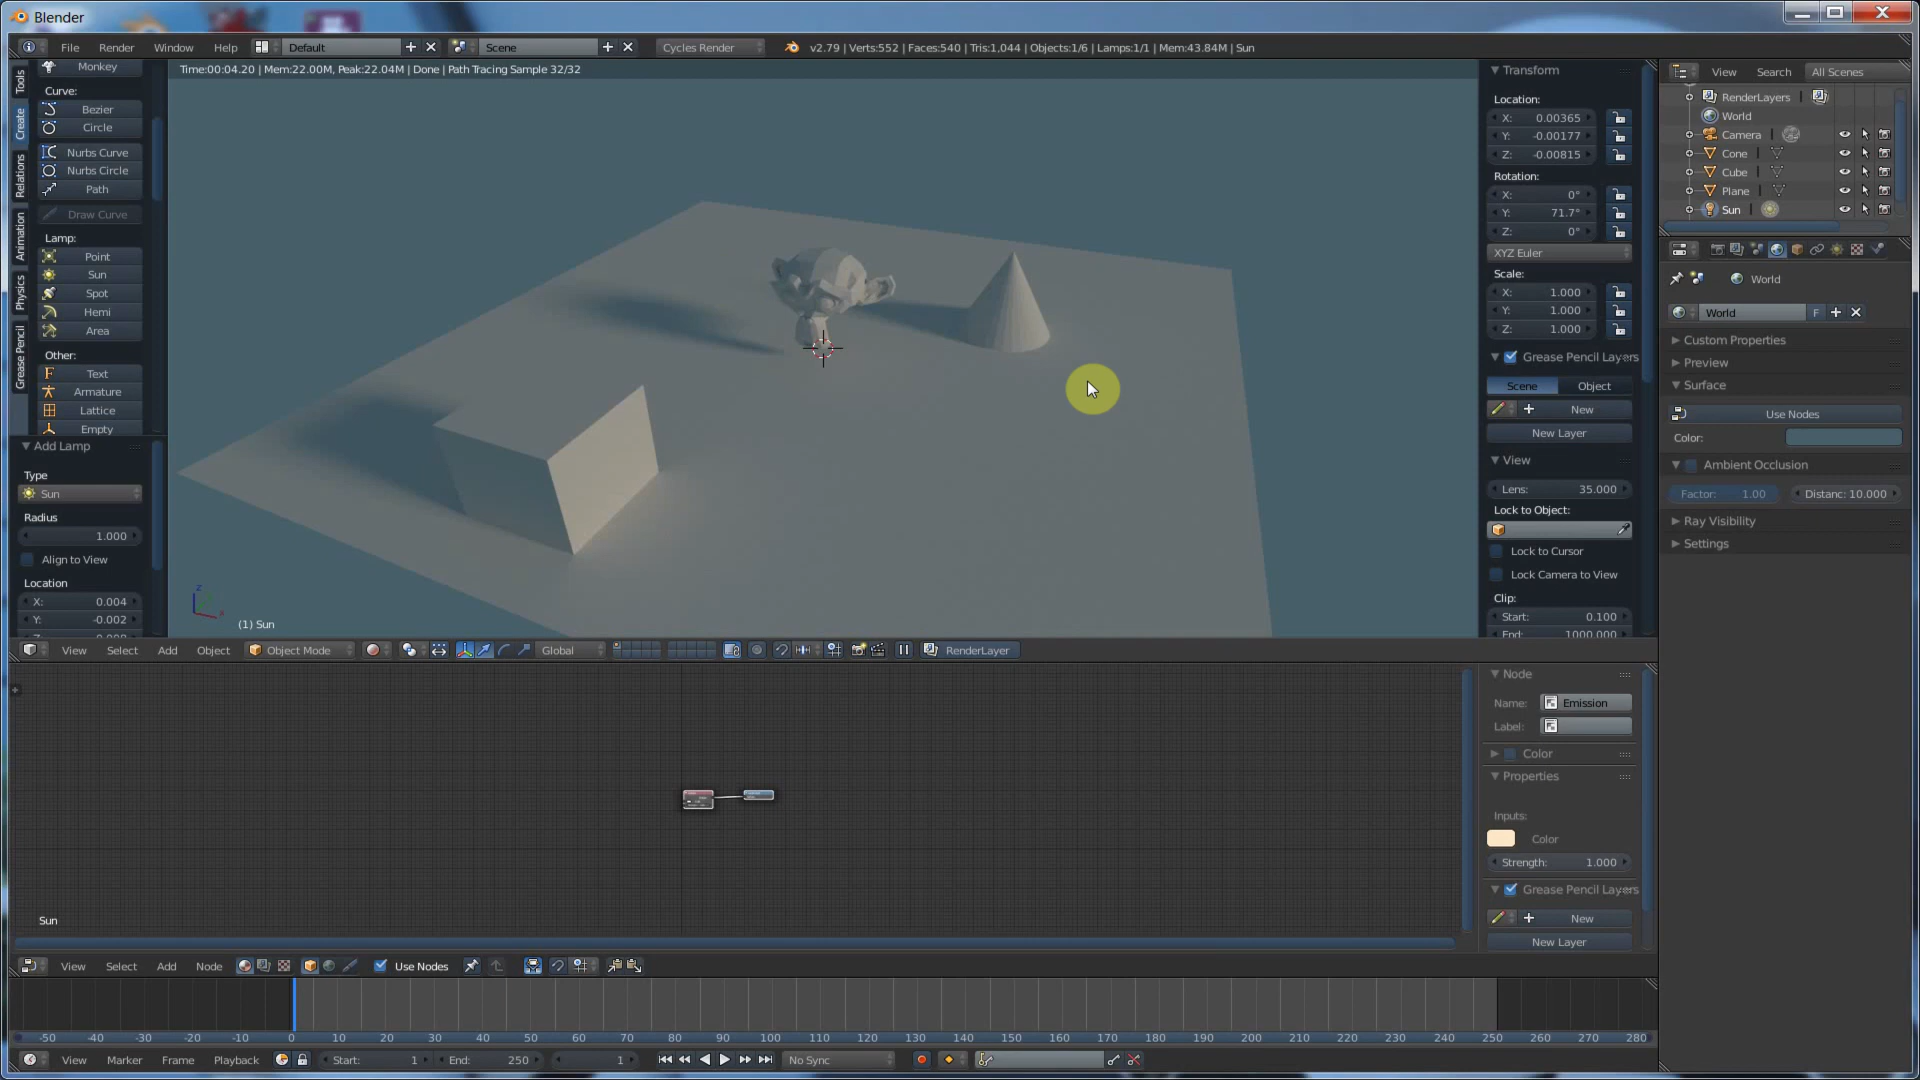 Blender
File Render Window Help Default Scene Cycles Render v2.79 | Verts:552 | Faces:540 | Tris:1,044 | Objects:1/6 | Lamps:1/1 | Mem:43.84M | Sun
Time:00:04.20 | Mem:22.00M, Peak:22.04M | Done | Path Tracing Sample 32/32
Tools
Create
Relations
Animation
Physics
Grease Pencil
Monkey
Curve:
Bezier
Circle
Nurbs Curve
Nurbs Circle
Path
Draw Curve
Lamp:
Point
Sun
Spot
Hemi
Area
Other:
Text
Armature
Lattice
Empty
Add Lamp
Type
Sun
Radius
1.000
Align to View
Location
X: 0.004
Y: -0.002
(1) Sun
Transform
Location:
X: 0.00365
Y: -0.00177
Z: -0.00815
Rotation:
X: 0°
Y: 71.7°
Z: 0°
XYZ Euler
Scale:
X: 1.000
Y: 1.000
Z: 1.000
Grease Pencil Layers
Scene Object
New
New Layer
View
Lens: 35.000
Lock to Object:
Lock to Cursor
Lock Camera to View
Clip:
Start: 0.100
End: 1000.000
View Search All Scenes
RenderLayers
World
Camera
Cone
Cube
Plane
Sun
World
World F
Custom Properties
Preview
Surface
Use Nodes
Color:
Ambient Occlusion
Factor: 1.00 Distanc: 10.000
Ray Visibility
Settings
View Select Add Object Object Mode Global RenderLayer
Node
Name: Emission
Label:
Color
Properties
Inputs:
Color
Strength: 1.000
Grease Pencil Layers
New
New Layer
Sun
View Select Add Node Use Nodes
-50 -40 -30 -20 -10 0 10 20 30 40 50 60 70 80 90 100 110 120 130 140 150 160 170 180 190 200 210 220 230 240 250 260 270 280
View Marker Frame Playback Start: 1 End: 250 1 No Sync